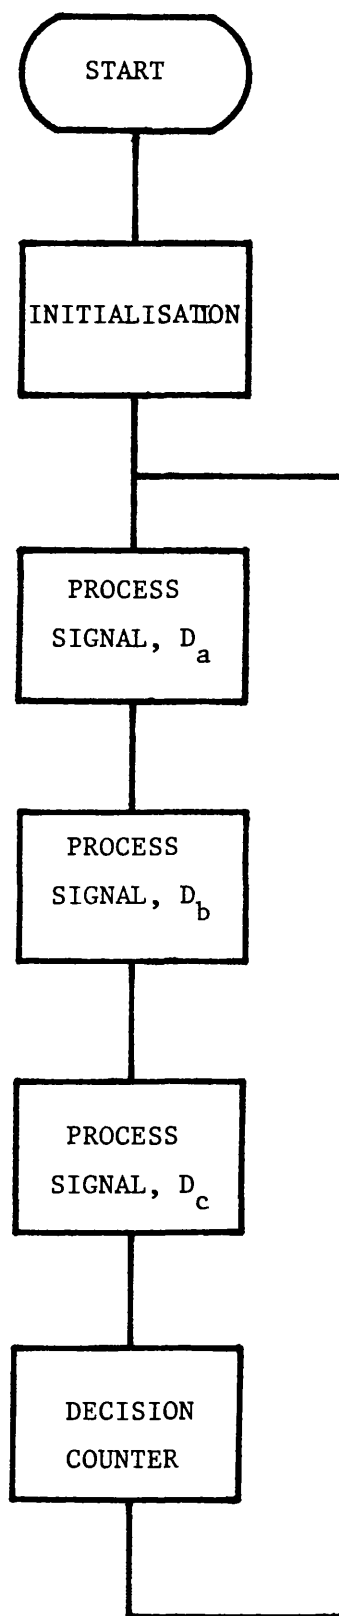 START
INITIALISATION
PROCESS
SIGNAL, Da
PROCESS
SIGNAL, Db
PROCESS
SIGNAL, Dc
DECISION
COUNTER